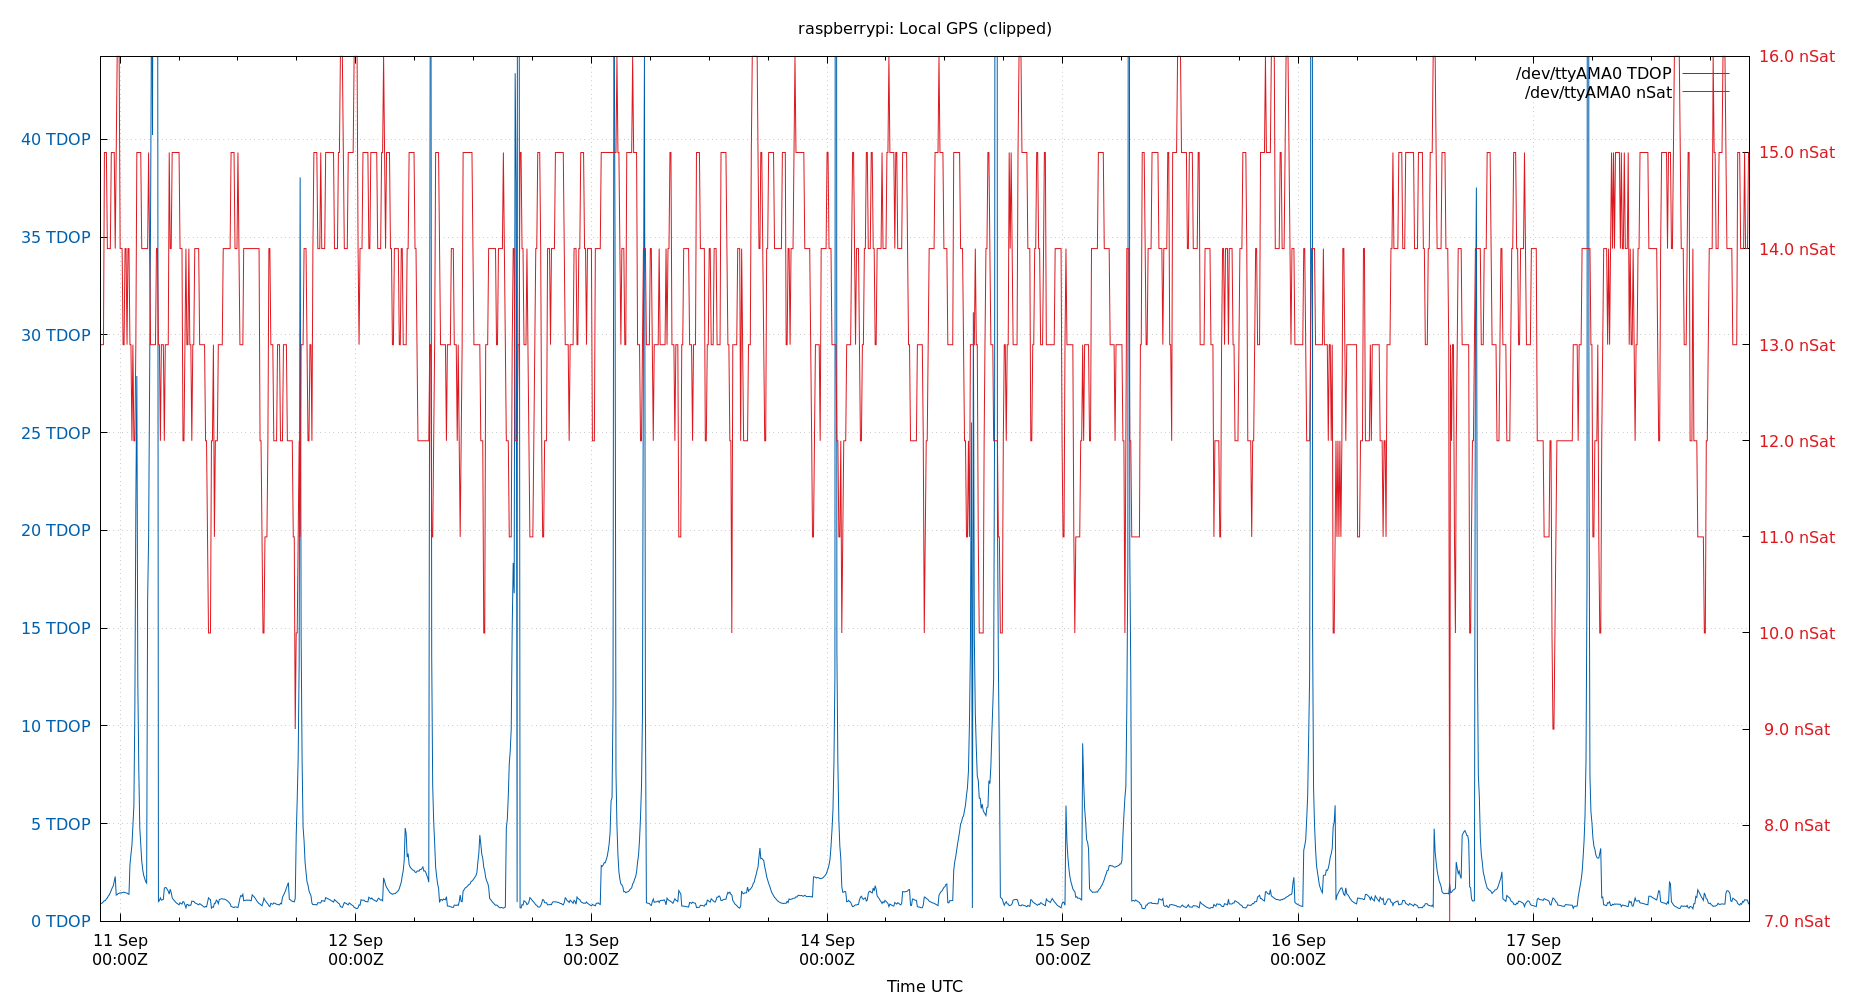 raspberrypi: Local GPS (clipped)
/dev/ttyAMA0 TDOP
/dev/ttyAMA0 nSat
40 TDOP
35 TDOP
30 TDOP
25 TDOP
20 TDOP
15 TDOP
10 TDOP
5 TDOP
0 TDOP
16.0 nSat
15.0 nSat
14.0 nSat
13.0 nSat
12.0 nSat
11.0 nSat
10.0 nSat
9.0 nSat
8.0 nSat
7.0 nSat
11 Sep
00:00Z
12 Sep
00:00Z
13 Sep
00:00Z
14 Sep
00:00Z
15 Sep
00:00Z
16 Sep
00:00Z
17 Sep
00:00Z
Time UTC